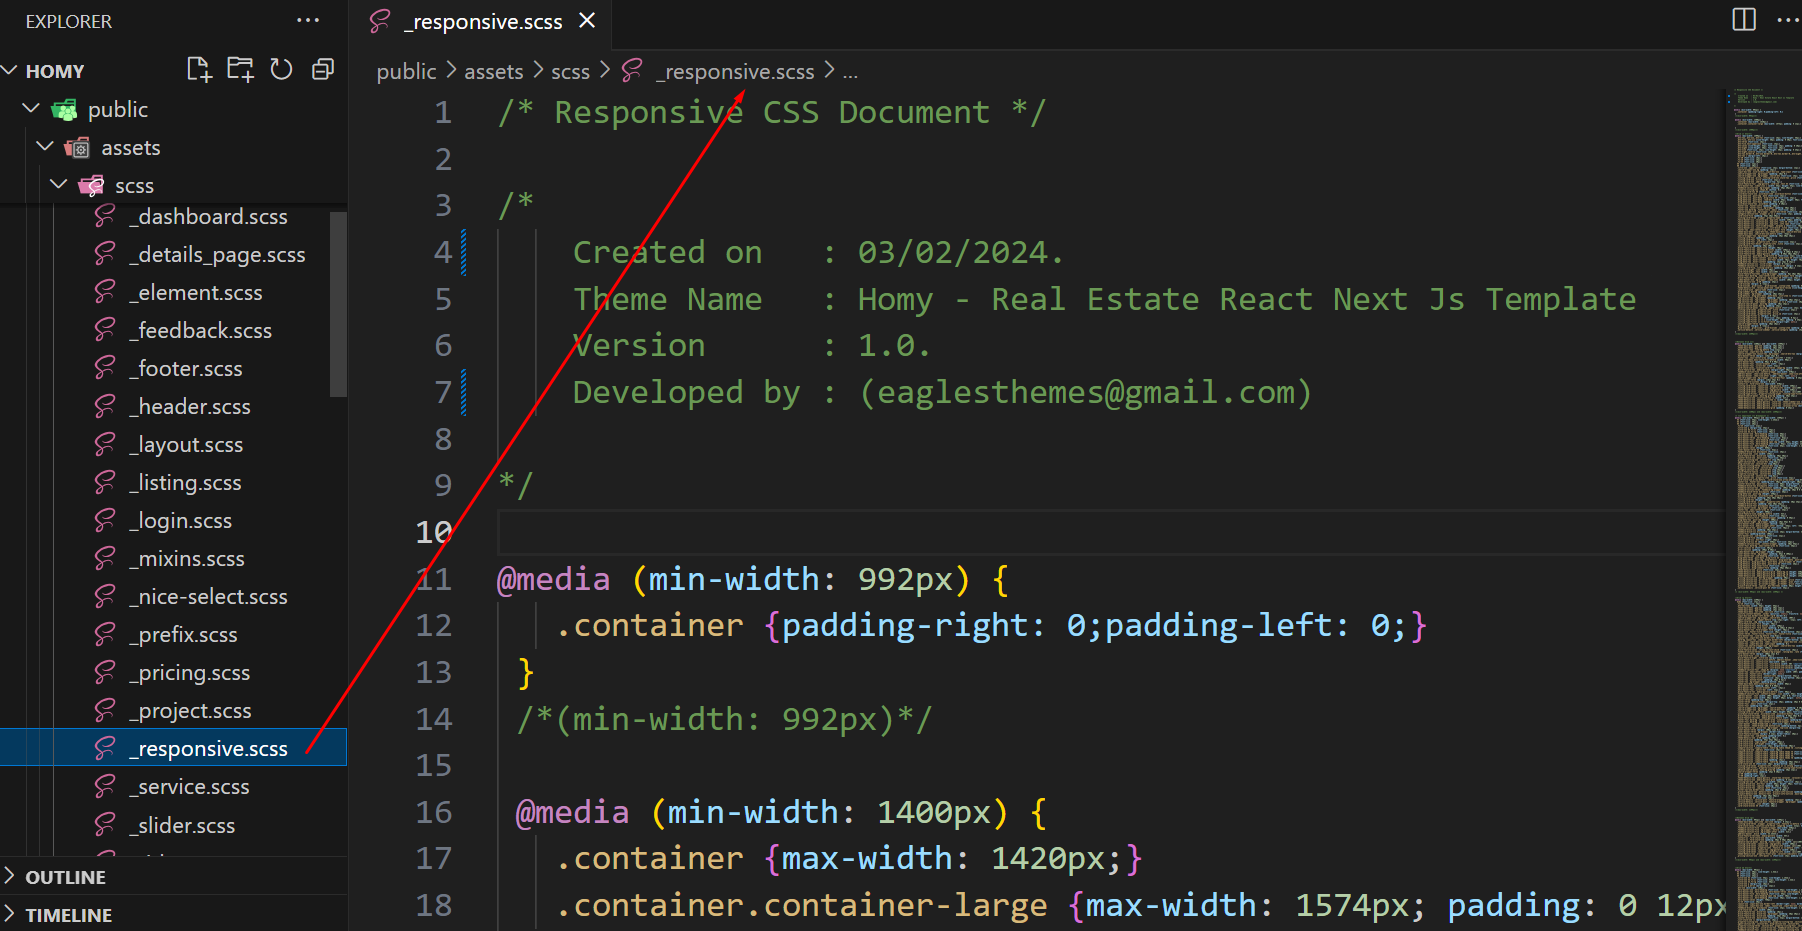 EXPLORER
HOMY
public
assets
scss
_dashboard.scss
_details_page.scss
_element.scss
_feedback.scss
_footer.scss
_header.scss
_layout.scss
_listing.scss
_login.scss
_mixins.scss
_nice-select.scss
_prefix.scss
_pricing.scss
_project.scss
_responsive.scss
_service.scss
_slider.scss
OUTLINE
TIMELINE
_responsive.scss
public > assets > scss > _responsive.scss > ...
1 /* Responsive CSS Document */
2
3 /*
4 Created on : 03/02/2024.
5 Theme Name : Homy - Real Estate React Next Js Template
6 Version : 1.0.
7 Developed by : (eaglesthemes@gmail.com)
8
9 */
10
11 @media (min-width: 992px) {
12 .container {padding-right: 0;padding-left: 0;}
13 }
14 /*(min-width: 992px)*/
15
16 @media (min-width: 1400px) {
17 .container {max-width: 1420px;}
18 .container.container-large {max-width: 1574px; padding: 0 12px